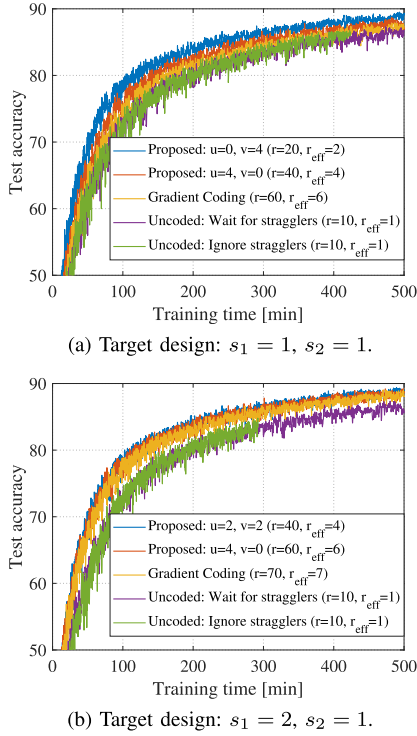 90
80
70
60
50
Test accuracy
Proposed: u=0, v=4 (r=20, r_eff=2)
Proposed: u=4, v=0 (r=40, r_eff=4)
Gradient Coding (r=60, r_eff=6)
Uncoded: Wait for stragglers (r=10, r_eff=1)
Uncoded: Ignore stragglers (r=10, r_eff=1)
0 100 200 300 400 500
Training time [min]
(a) Target design: s₁ = 1, s₂ = 1.
90
80
70
60
50
Test accuracy
Proposed: u=2, v=2 (r=40, r_eff=4)
Proposed: u=4, v=0 (r=60, r_eff=6)
Gradient Coding (r=70, r_eff=7)
Uncoded: Wait for stragglers (r=10, r_eff=1)
Uncoded: Ignore stragglers (r=10, r_eff=1)
0 100 200 300 400 500
Training time [min]
(b) Target design: s₁ = 2, s₂ = 1.